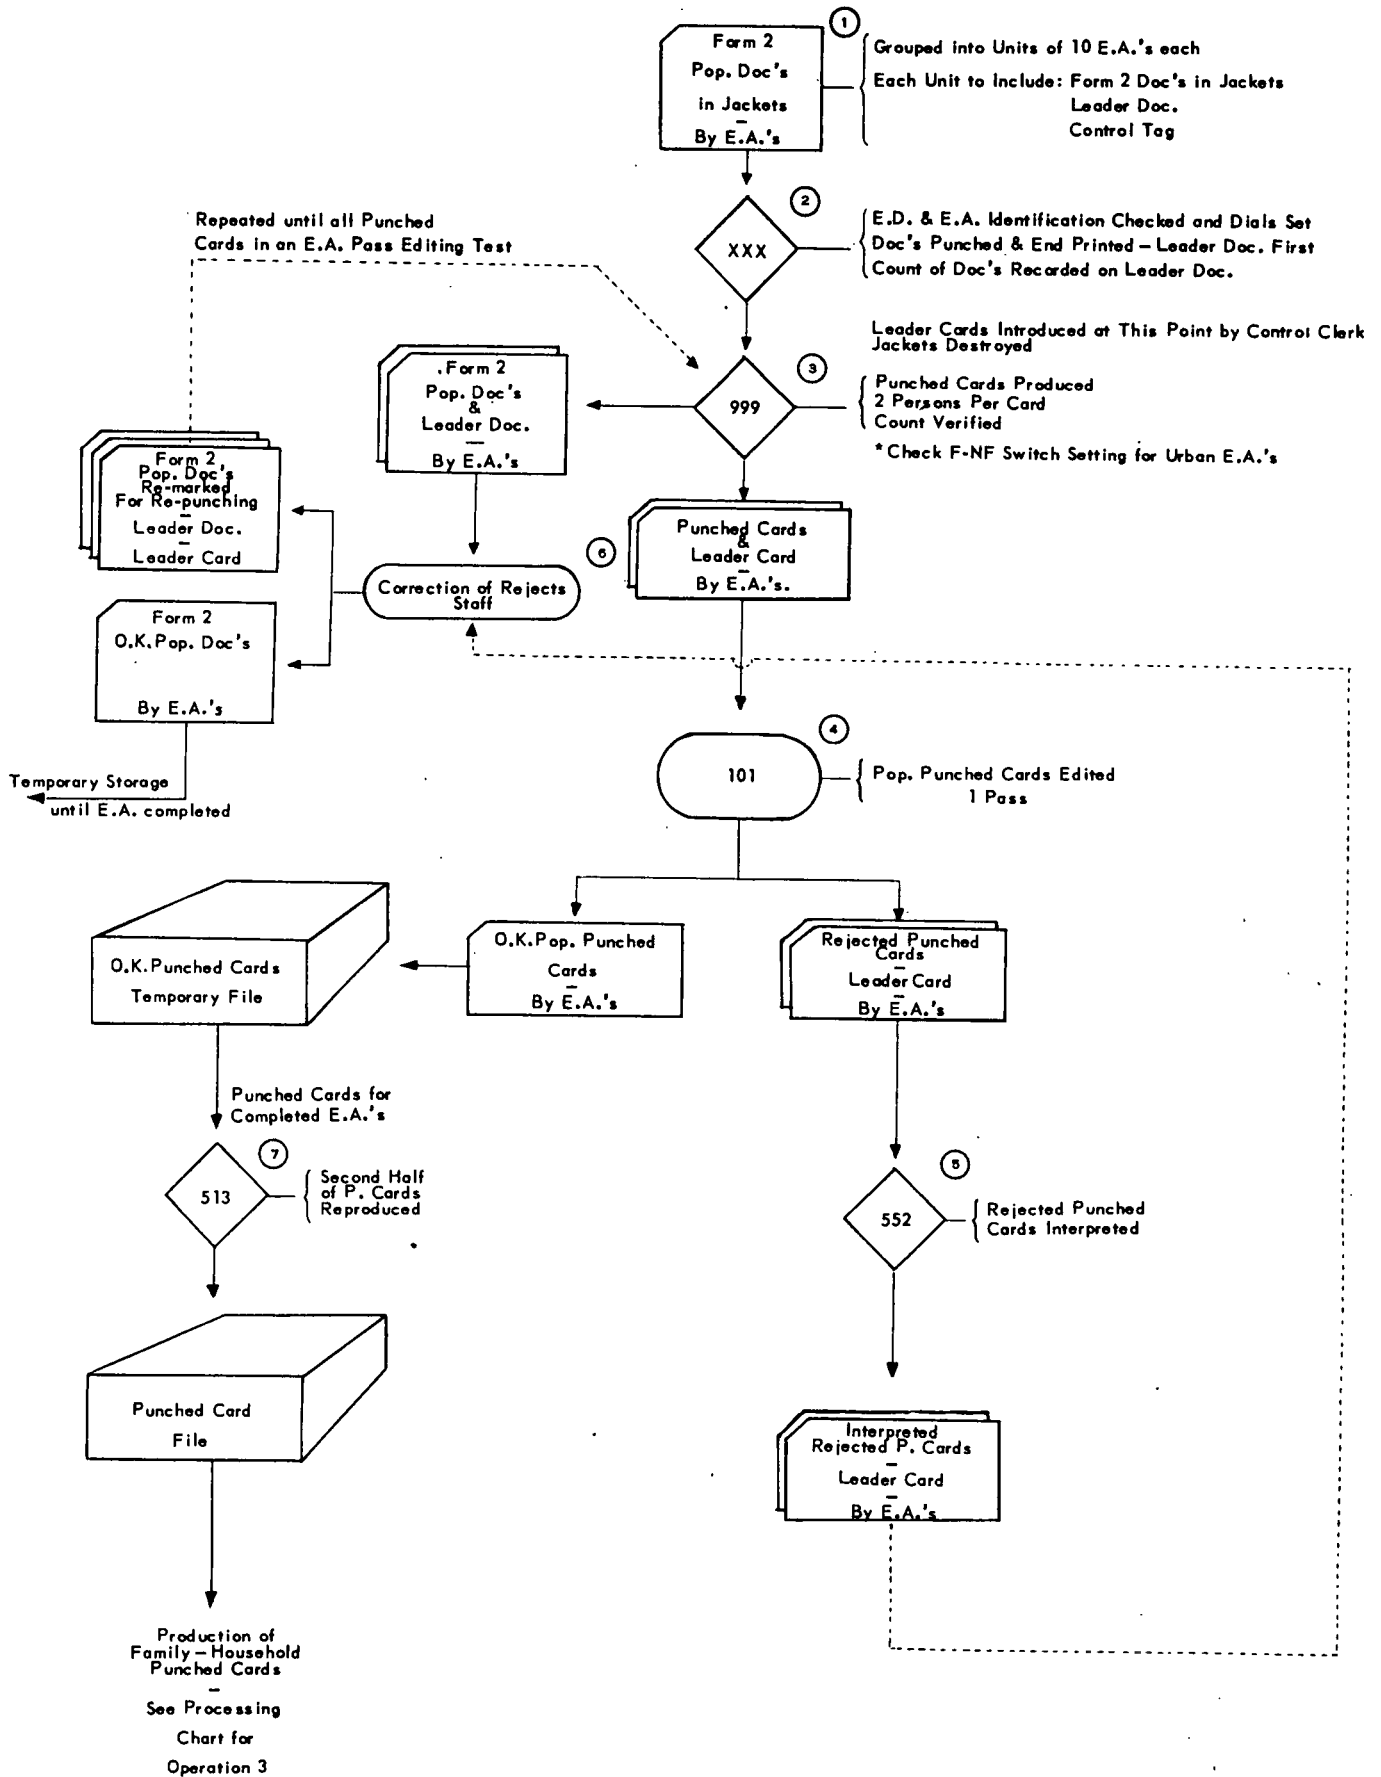 1
Form 2
Pop. Doc's
in Jackets
–
By E.A.'s
Grouped into Units of 10 E.A.'s each
Each Unit to Include: Form 2 Doc's in Jackets
Leader Doc.
Control Tag
2
XXX
E.D. & E.A. Identification Checked and Dials Set
Doc's Punched & End Printed – Leader Doc. First
Count of Doc's Recorded on Leader Doc.
Repeated until all Punched
Cards in an E.A. Pass Editing Test
Leader Cards Introduced at This Point by Control Clerk
Jackets Destroyed
3
999
Punched Cards Produced
2 Persons Per Card
Count Verified
* Check F-NF Switch Setting for Urban E.A.'s
Form 2
Pop. Doc's
&
Leader Doc.
—
By E.A.'s
Form 2
Pop. Doc's
Re-marked
For Re-punching
–
Leader Doc.
–
Leader Card
6
Correction of Rejects
Staff
Punched Cards
&
Leader Card
–
By E.A.'s.
Form 2
O.K. Pop. Doc's
By E.A.'s
Temporary Storage
until E.A. completed
4
101
Pop. Punched Cards Edited
1 Pass
O.K. Punched Cards
Temporary File
O.K. Pop. Punched
Cards
–
By E.A.'s
Rejected Punched
Cards
–
Leader Card
–
By E.A.'s
Punched Cards for
Completed E.A.'s
7
513
Second Half
of P. Cards
Reproduced
5
552
Rejected Punched
Cards Interpreted
Punched Card
File
Interpreted
Rejected P. Cards
–
Leader Card
–
By E.A.'s
Production of
Family – Household
Punched Cards
–
See Processing
Chart for
Operation 3